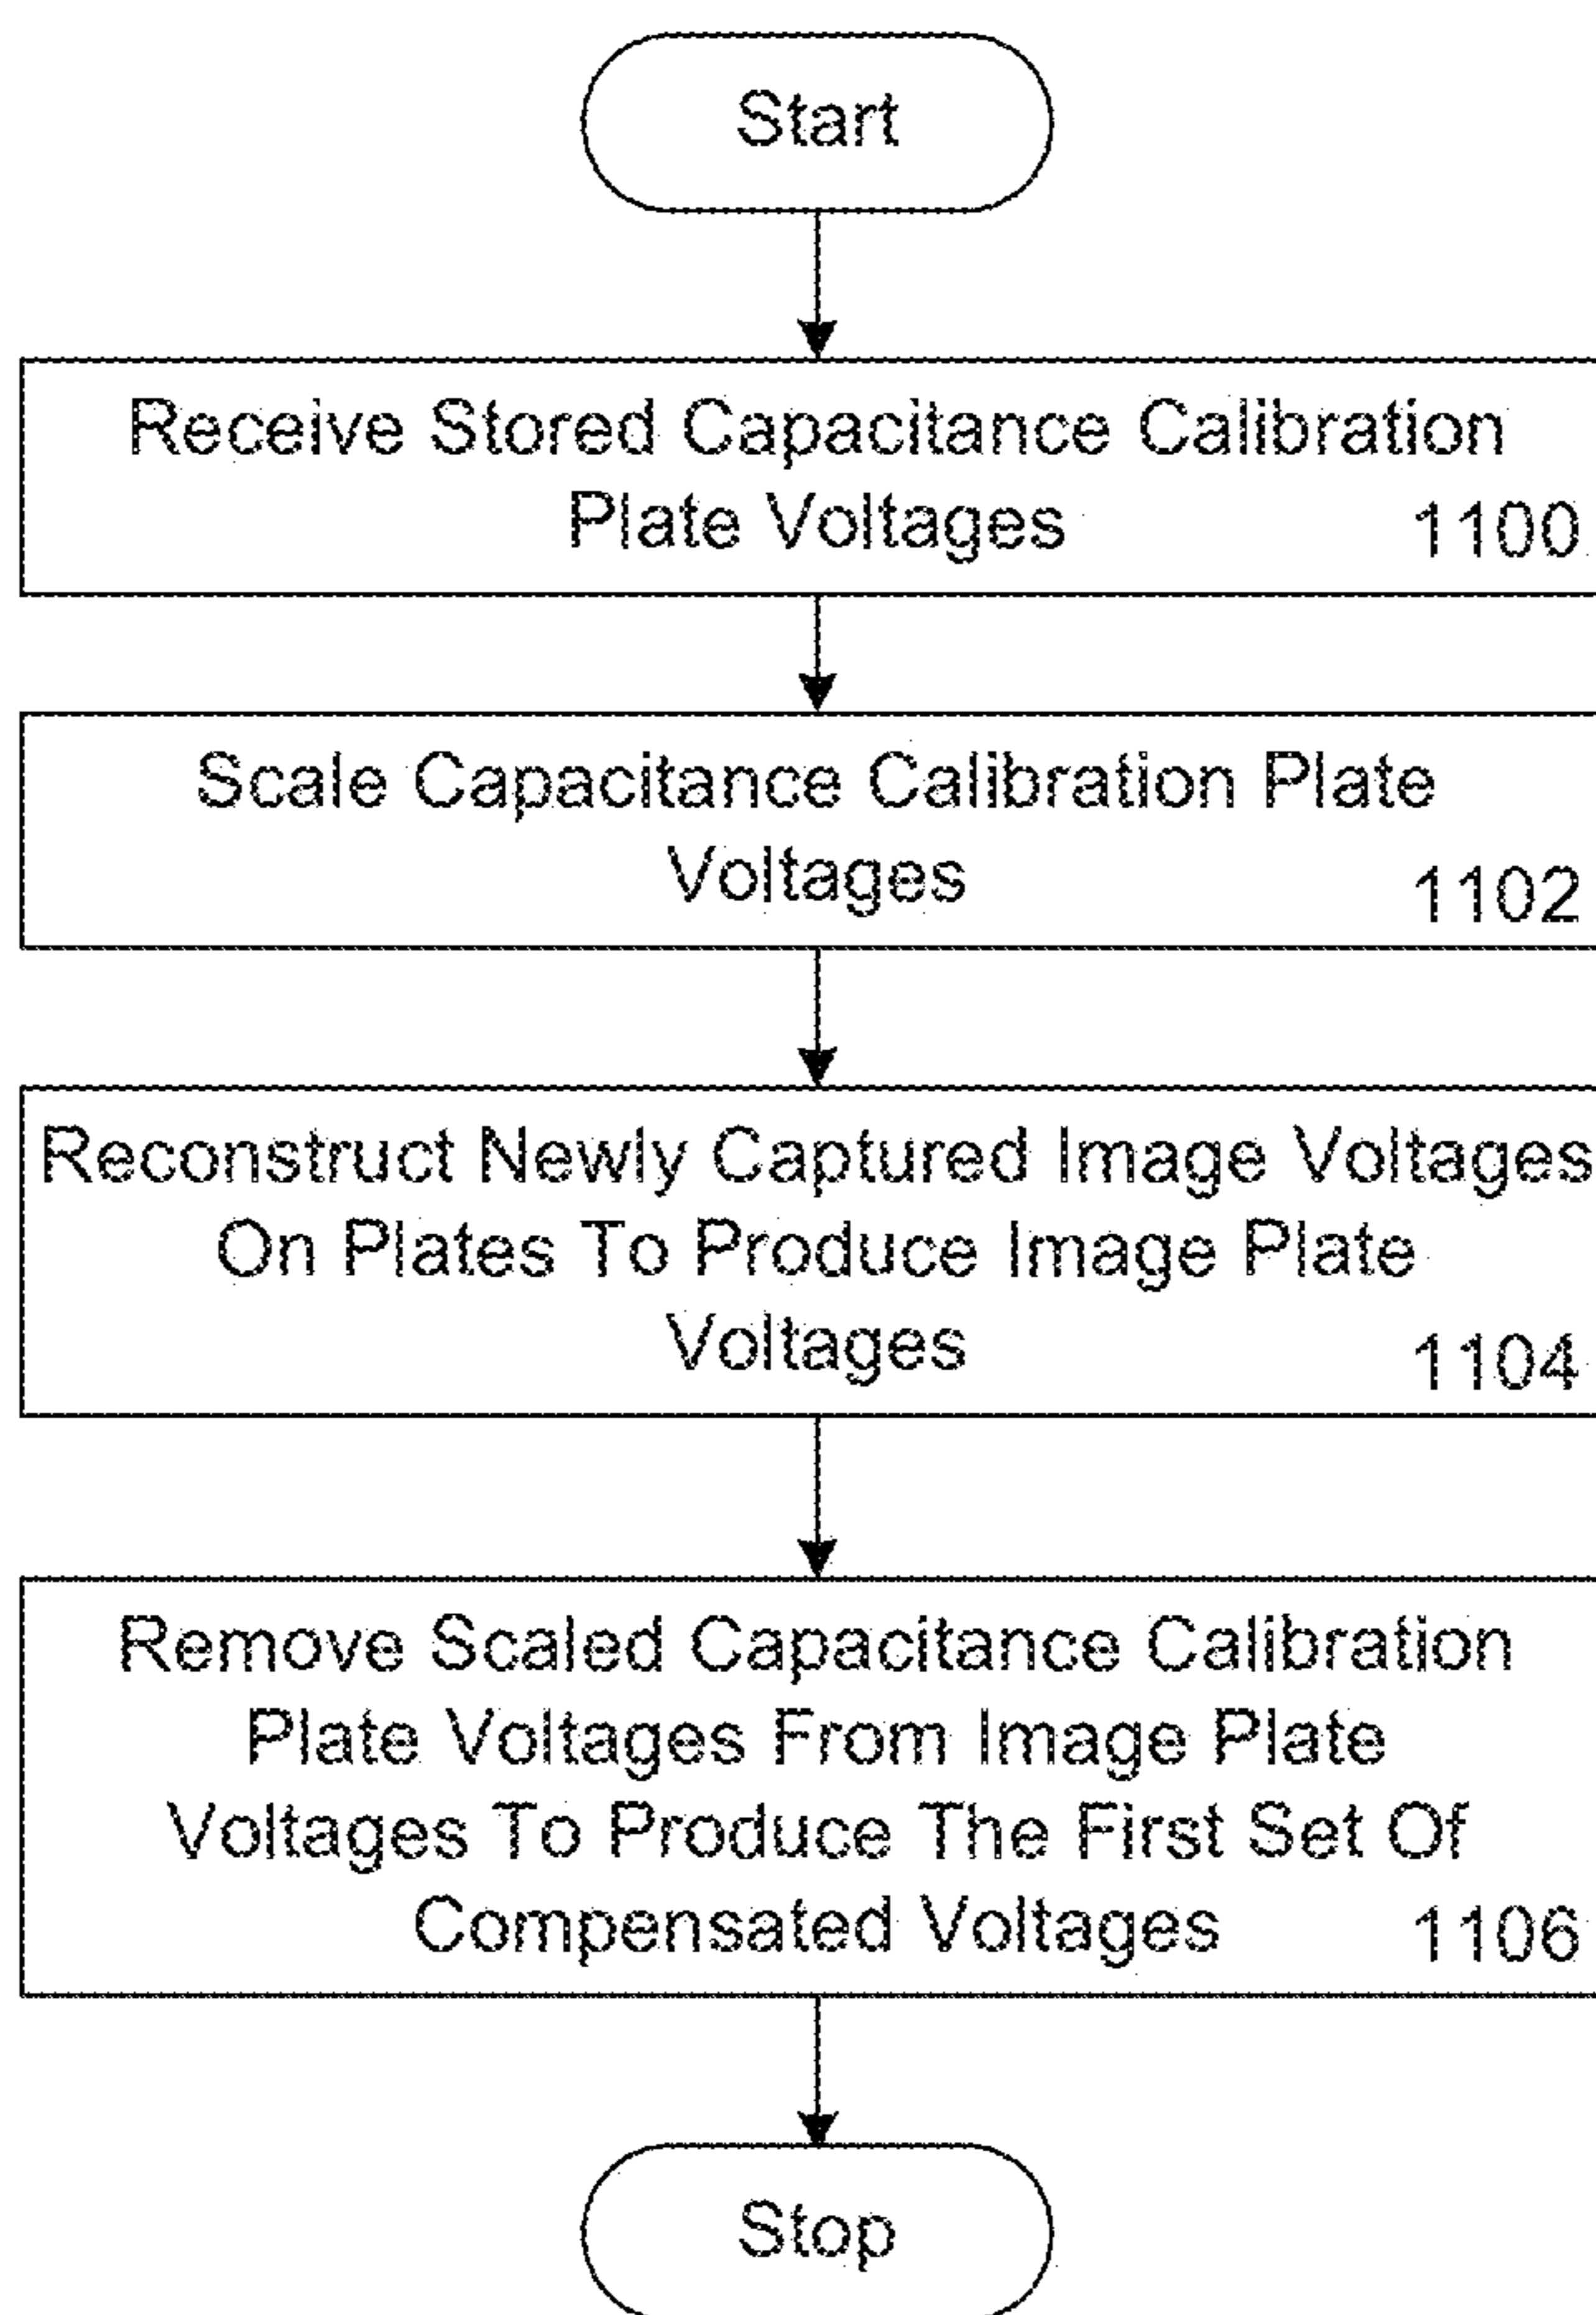 Start
Receive Stored Capacitance Calibration
Plate Voltages 1100
Scale Capacitance Calibration Plate
Voltages 1102
Reconstruct Newly Captured Image Voltages
On Plates To Produce Image Plate
Voltages 1104
Remove Scaled Capacitance Calibration
Plate Voltages From Image Plate
Voltages To Produce The First Set Of
Compensated Voltages 1106
Stop